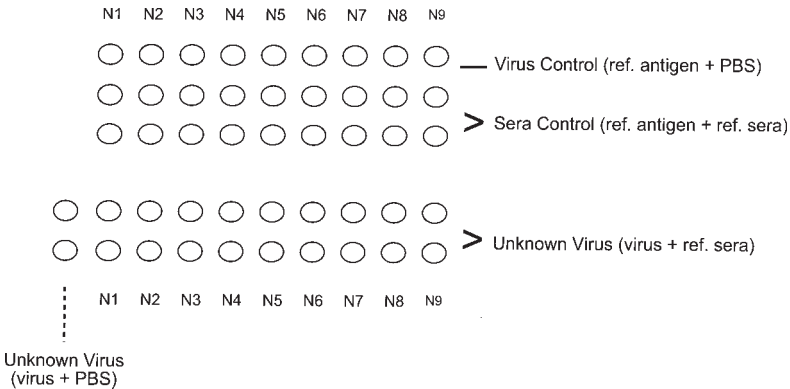 N1 N2 N3 N4 N5 N6 N7 N8 N9
Virus Control (ref. antigen + PBS)
> Sera Control (ref. antigen + ref. sera)
> Unknown Virus (virus + ref. sera)
N1 N2 N3 N4 N5 N6 N7 N8 N9
Unknown Virus
(virus + PBS)